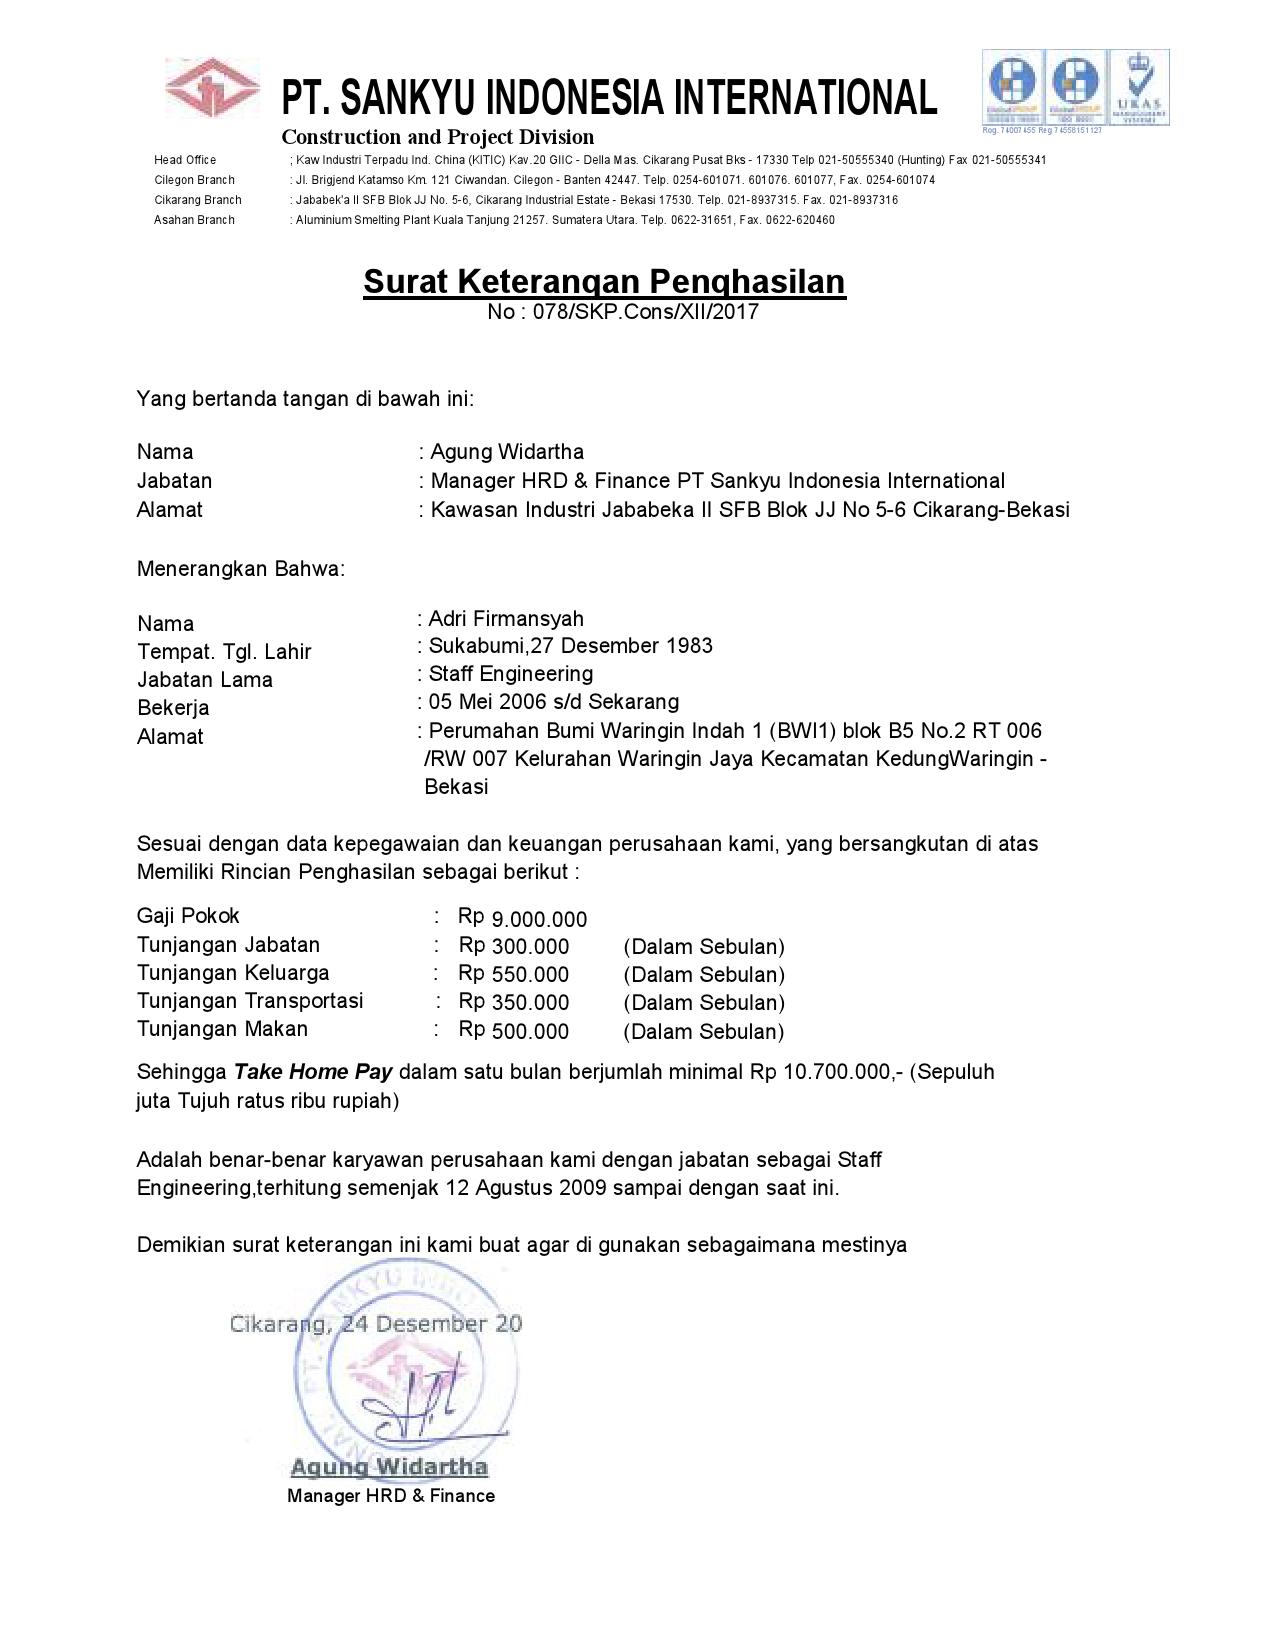 PT. SANKYU INDONESIA INTERNATIONAL
Construction and Project Division
Head Office ; Kaw Industri Terpadu Ind. China (KITIC) Kav.20 GIIC - Della Mas. Cikarang Pusat Bks - 17330 Telp 021-50555340 (Hunting) Fax 021-50555341
Cilegon Branch : Jl. Brigjend Katamso Km. 121 Ciwandan. Cilegon - Banten 42447. Telp. 0254-601071. 601076. 601077, Fax. 0254-601074
Cikarang Branch : Jababek'a II SFB Blok JJ No. 5-6, Cikarang Industrial Estate - Bekasi 17530. Telp. 021-8937315. Fax. 021-8937316
Asahan Branch : Aluminium Smelting Plant Kuala Tanjung 21257. Sumatera Utara. Telp. 0622-31651, Fax. 0622-620460
UKAS
Rog. 74007455 Reg 74558151127
Surat Keterangan Penghasilan
No : 078/SKP.Cons/XII/2017
Yang bertanda tangan di bawah ini:
Nama : Agung Widartha
Jabatan : Manager HRD & Finance PT Sankyu Indonesia International
Alamat : Kawasan Industri Jababeka II SFB Blok JJ No 5-6 Cikarang-Bekasi
Menerangkan Bahwa:
Nama : Adri Firmansyah
Tempat. Tgl. Lahir : Sukabumi,27 Desember 1983
Jabatan Lama : Staff Engineering
Bekerja : 05 Mei 2006 s/d Sekarang
Alamat : Perumahan Bumi Waringin Indah 1 (BWI1) blok B5 No.2 RT 006
/RW 007 Kelurahan Waringin Jaya Kecamatan KedungWaringin -
Bekasi
Sesuai dengan data kepegawaian dan keuangan perusahaan kami, yang bersangkutan di atas
Memiliki Rincian Penghasilan sebagai berikut :
Gaji Pokok : Rp 9.000.000
Tunjangan Jabatan : Rp 300.000 (Dalam Sebulan)
Tunjangan Keluarga : Rp 550.000 (Dalam Sebulan)
Tunjangan Transportasi : Rp 350.000 (Dalam Sebulan)
Tunjangan Makan : Rp 500.000 (Dalam Sebulan)
Sehingga Take Home Pay dalam satu bulan berjumlah minimal Rp 10.700.000,- (Sepuluh
juta Tujuh ratus ribu rupiah)
Adalah benar-benar karyawan perusahaan kami dengan jabatan sebagai Staff
Engineering,terhitung semenjak 12 Agustus 2009 sampai dengan saat ini.
Demikian surat keterangan ini kami buat agar di gunakan sebagaimana mestinya
Cikarang, 24 Desember 20
PT. SANKYU INDO
Agung Widartha
Manager HRD & Finance